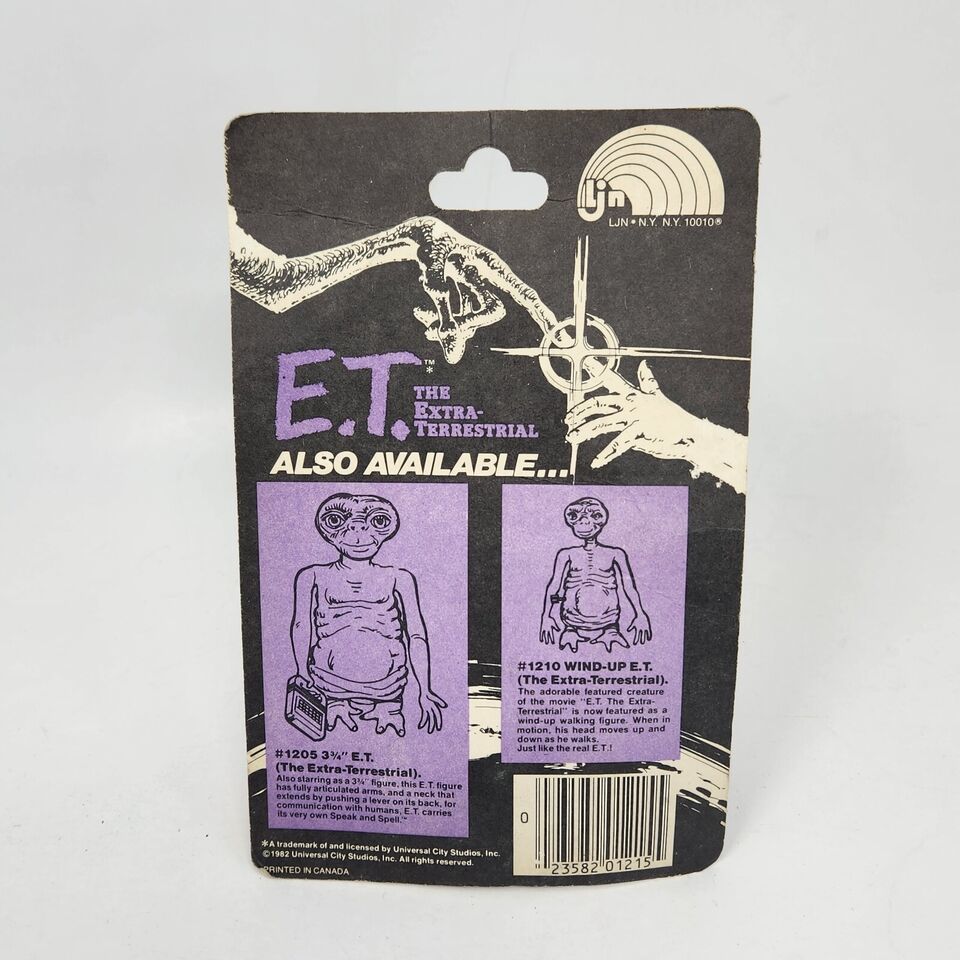 ljn
LJN • N.Y. N.Y. 10010®
E.T.™
*
THE
EXTRA-
TERRESTRIAL
ALSO AVAILABLE...
#1205 3¾" E.T.
(The Extra-Terrestrial).
Also starring as a 3¾" figure, this E.T. figure
has fully articulated arms, and a neck that
extends by pushing a lever on its back, for
communication with humans, E.T. carries
its very own Speak and Spell.™
#1210 WIND-UP E.T.
(The Extra-Terrestrial).
The adorable featured creature
of the movie "E.T. The Extra-
Terrestrial" is now featured as a
wind-up walking figure. When in
motion, his head moves up and
down as he walks.
Just like the real E.T.!
*A trademark of and licensed by Universal City Studios, Inc.
©1982 Universal City Studios, Inc. All rights reserved.
PRINTED IN CANADA
0
23582 01215